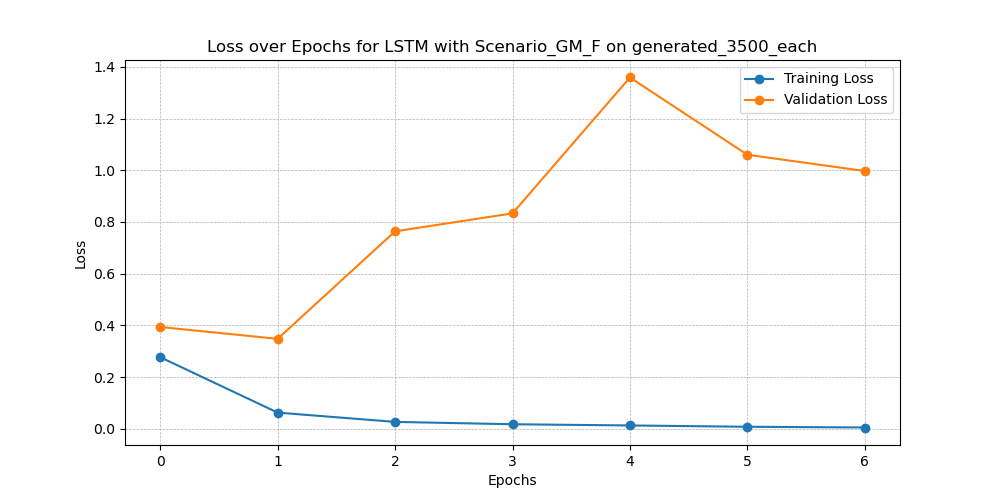 Loss over Epochs for LSTM with Scenario_GM_F on generated_3500_each
Training Loss
Validation Loss
Loss
1.4
1.2
1.0
0.8
0.6
0.4
0.2
0.0
0 1 2 3 4 5 6
Epochs